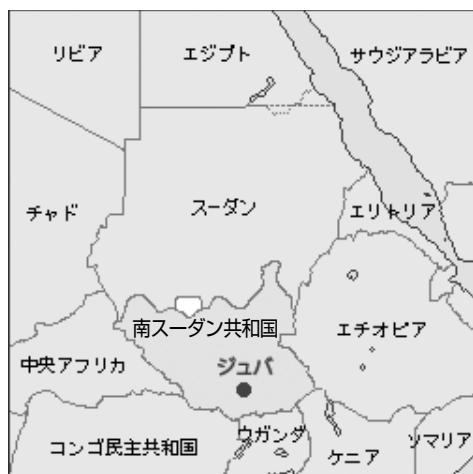 リビア
エジプト
サウジアラビア
チャド
スーダン
エリトリア
南スーダン共和国
エチオピア
中央アフリカ
ジュバ
コンゴ民主共和国
ウガンダ
ケニア
ソマリア